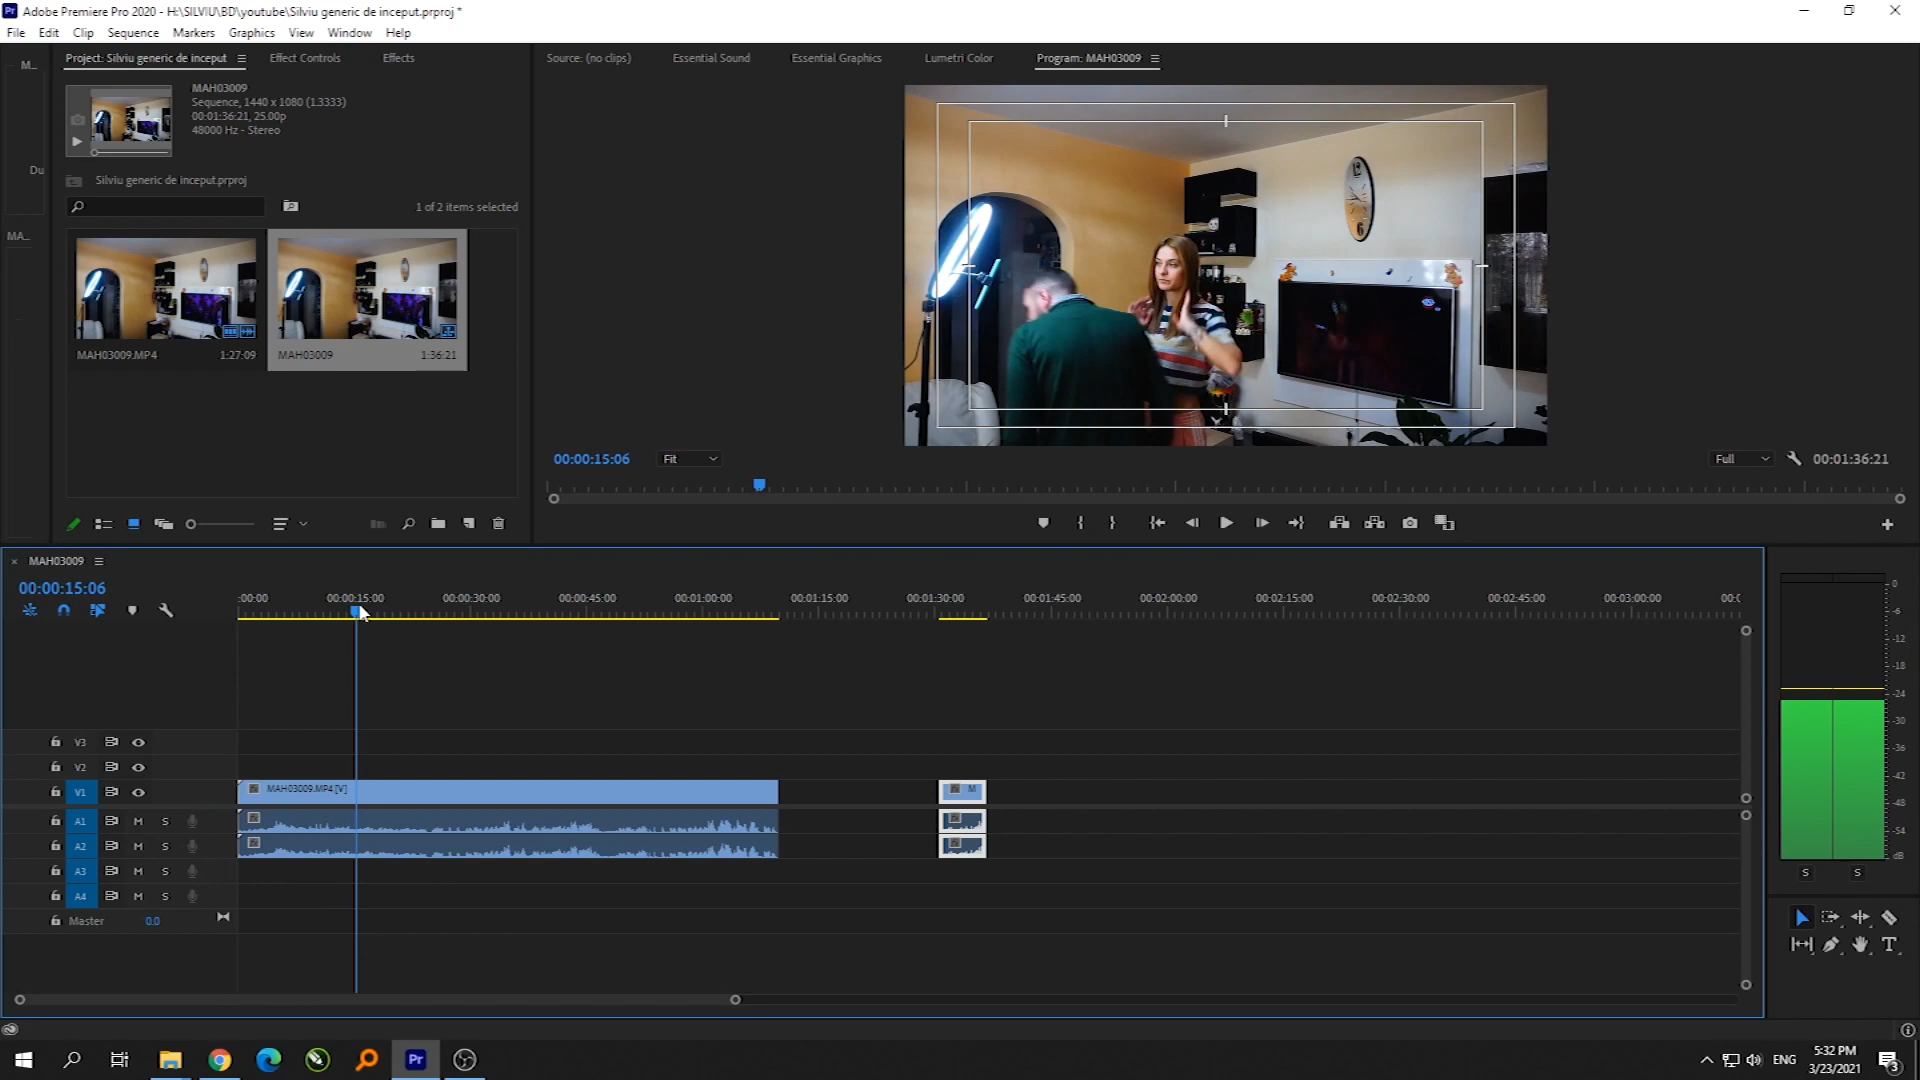 Adobe Premiere Pro 2020 - H:\SILVIU\BD\youtube\Silviu generic de inceput.prproj *
File Edit Clip Sequence Markers Graphics View Window Help
M...
Project: Silviu generic de inceput
Effect Controls
Effects
Source: (no clips)
Essential Sound
Essential Graphics
Lumetri Color
Program: MAH03009
MAH03009
Sequence, 1440 x 1080 (1.3333)
00:01:36:21, 25.00p
48000 Hz - Stereo
Du
Silviu generic de inceput.prproj
1 of 2 items selected
MA...
MAH03009.MP4 1:27:09
MAH03009 1:36:21
12
6
00:00:15:06
Fit
Full
00:01:36:21
MAH03009
00:00:15:06
:00:00 00:00:15:00 00:00:30:00 00:00:45:00 00:01:00:00 00:01:15:00 00:01:30:00 00:01:45:00 00:02:00:00 00:02:15:00 00:02:30:00 00:02:45:00 00:03:00:00 00:0
V3
V2
V1
MAH03009.MP4 [V]
M
A1 M S
A2 M S
A3 M S
A4 M S
Master 0.0
0
-6
-12
-18
-24
-30
-36
-42
-48
-54
dB
S S
T
Pr
ENG
5:32 PM
3/23/2021
3